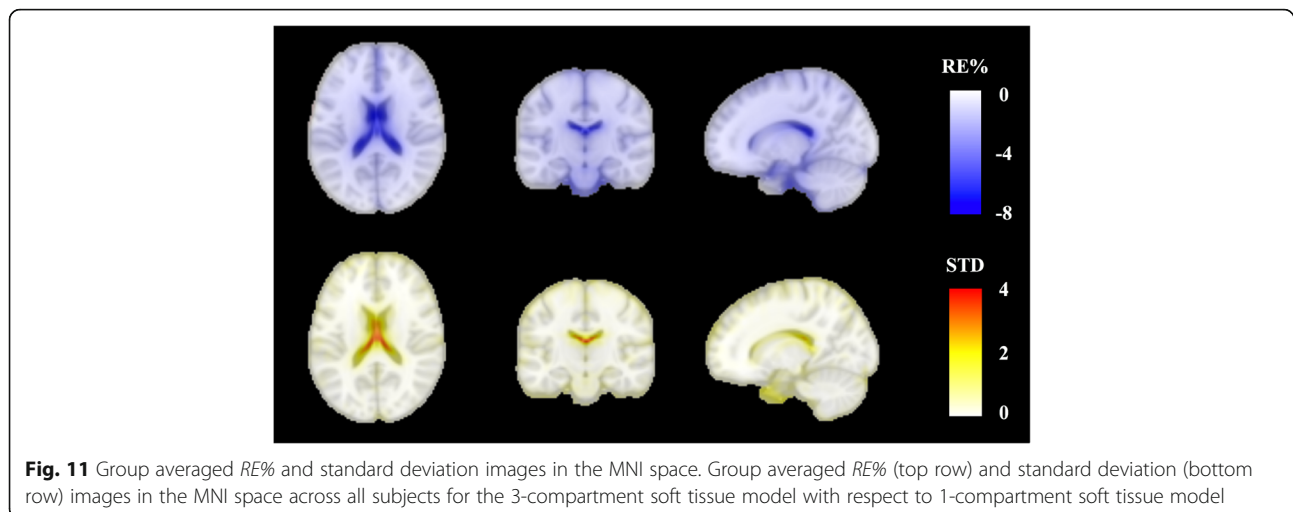 RE%
0
-4
-8
STD
4
2
0
Fig. 11 Group averaged RE% and standard deviation images in the MNI space. Group averaged RE% (top row) and standard deviation (bottom
row) images in the MNI space across all subjects for the 3-compartment soft tissue model with respect to 1-compartment soft tissue model